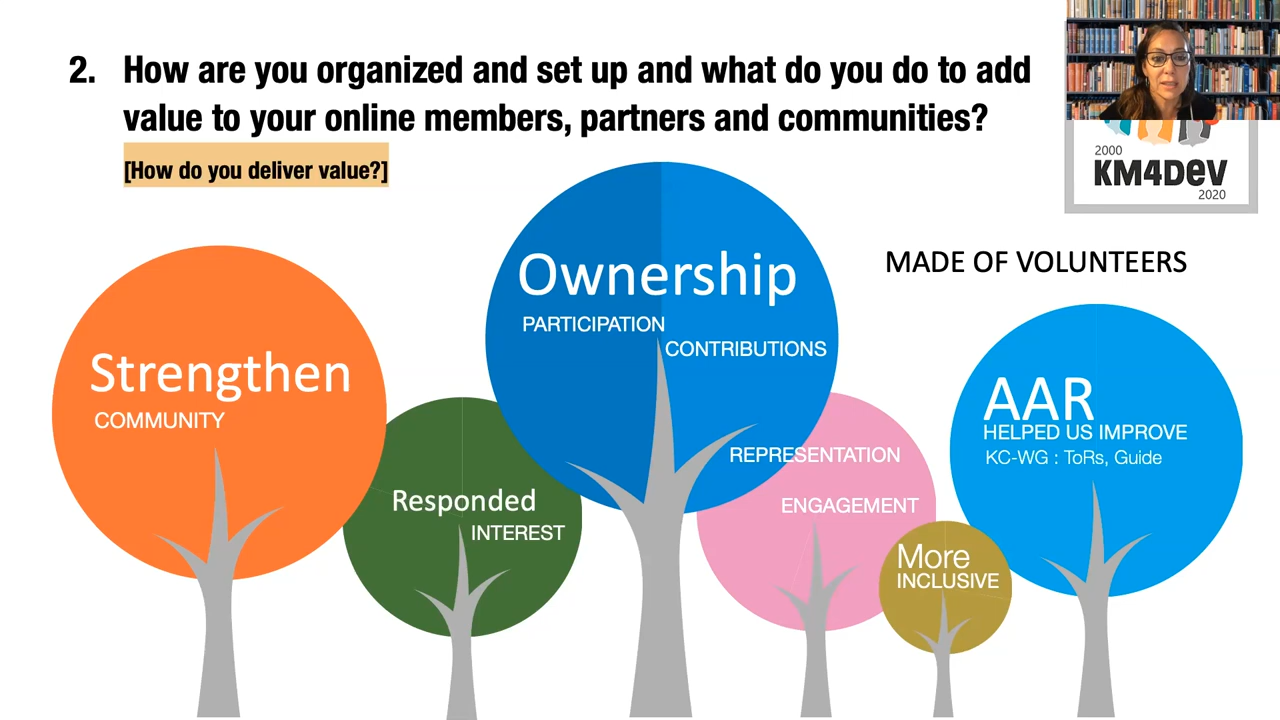 2. How are you organized and set up and what do you do to add
value to your online members, partners and communities?
[How do you deliver value?]
2000
KM4DEV
2020
MADE OF VOLUNTEERS
Ownership
PARTICIPATION
CONTRIBUTIONS
Strengthen
COMMUNITY
AAR
HELPED US IMPROVE
KC-WG : ToRs, Guide
REPRESENTATION
ENGAGEMENT
Responded
INTEREST
More
INCLUSIVE